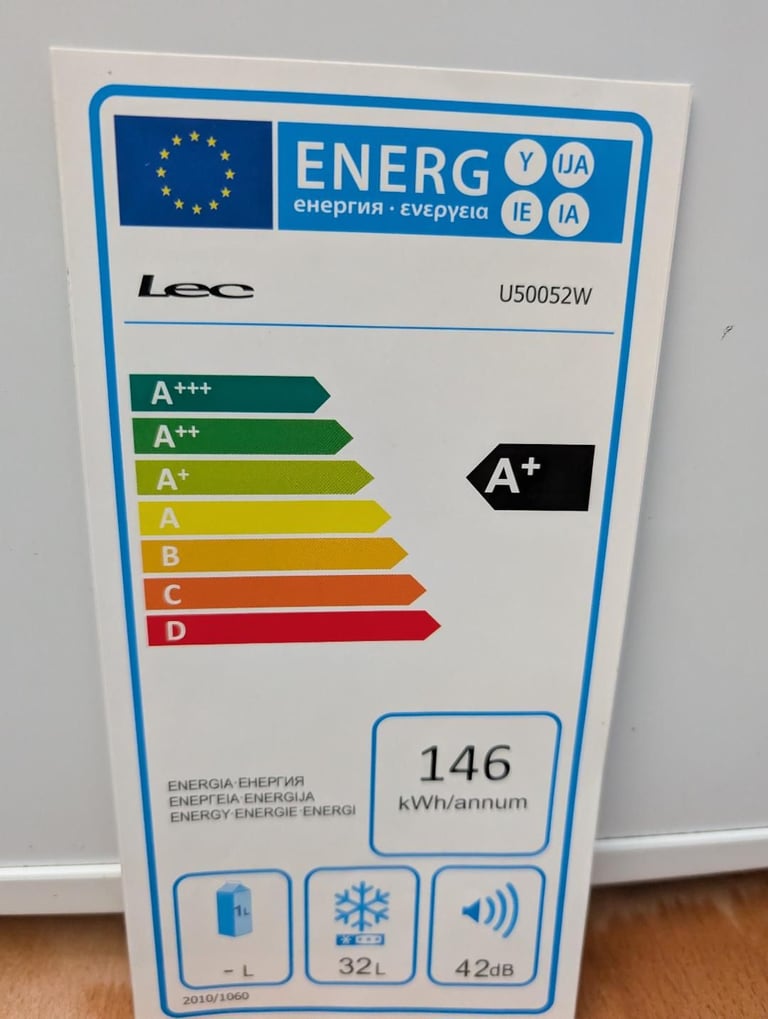 ENERG Y IJA
енергия · ενεργεια IE IA
Lec U50052W
A+++
A++
A+
A+
A
B
C
D
146
kWh/annum
ENERGIA·ЕНЕРГИЯ
ΕΝΕΡΓΕΙΑ·ENERGIJA
ENERGY·ENERGIE·ENERGI
1L
- L
32L
42dB
2010/1060